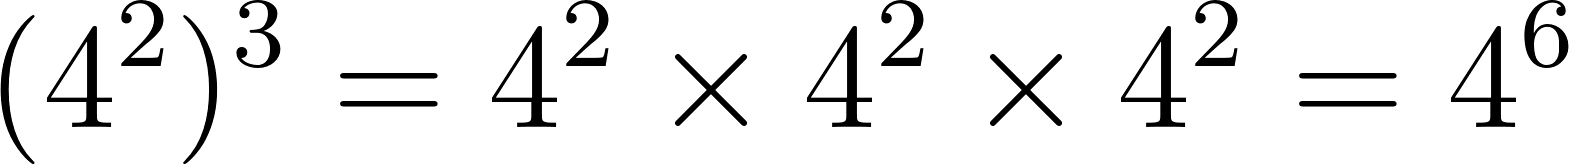 (4²)³ = 4² × 4² × 4² = 4⁶